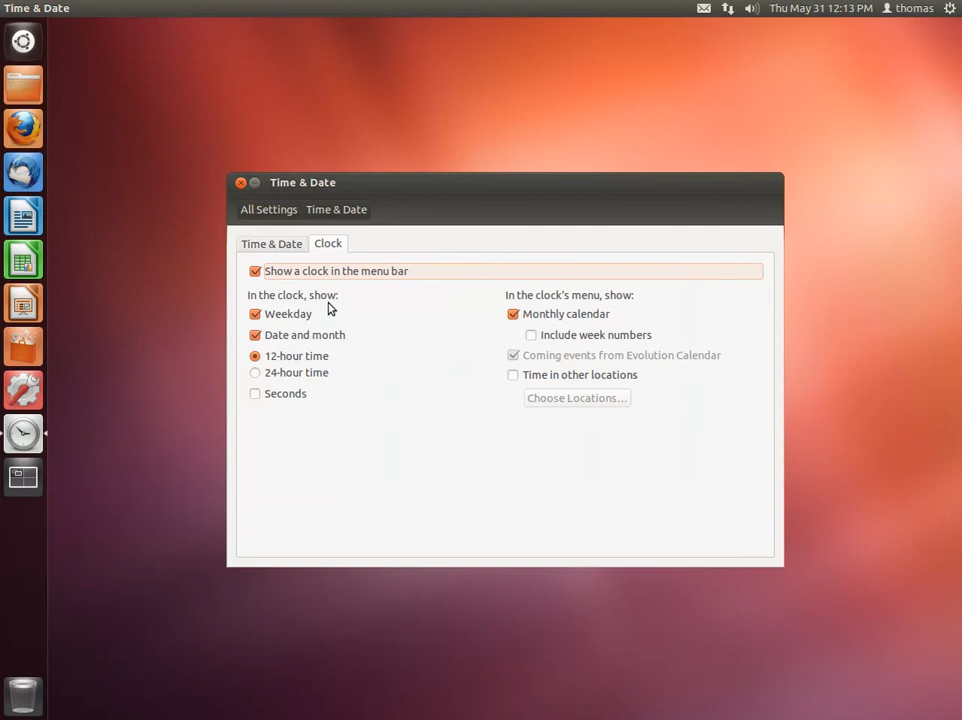 Time & Date
Thu May 31 12:13 PM
thomas
Time & Date
All Settings
Time & Date
Time & Date
Clock
Show a clock in the menu bar
In the clock, show:
Weekday
Date and month
12-hour time
24-hour time
Seconds
In the clock's menu, show:
Monthly calendar
Include week numbers
Coming events from Evolution Calendar
Time in other locations
Choose Locations...